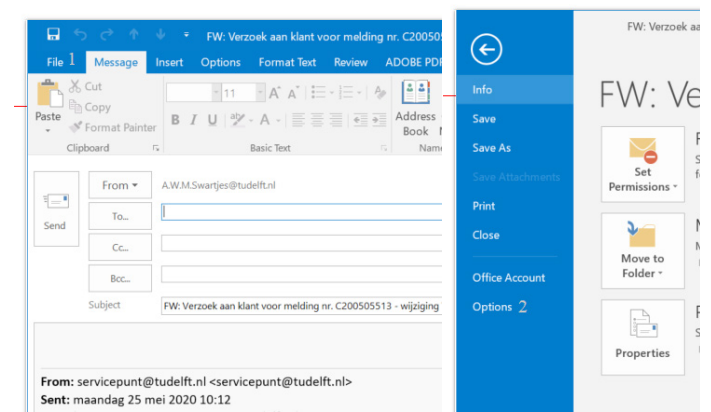 FW: Verzoek aan klant voor melding nr. C20050
File 1 Message Insert Options Format Text Review ADOBE PDF
Cut
Copy
Format Painter
Paste
11
B I U
Address
Book
Clipboard
Basic Text
From
A.W.M.Swartjes@tudelft.nl
To...
Cc...
Bcc...
Send
Subject
FW: Verzoek aan klant voor melding nr. C200505513 - wijziging
From: servicepunt@tudelft.nl <servicepunt@tudelft.nl>
Sent: maandag 25 mei 2020 10:12
FW: Verzoek aa
Info
Save
Save As
Save Attachments
Print
Close
Office Account
Options 2
FW: Ve
Set
Permissions
Move to
Folder
Properties